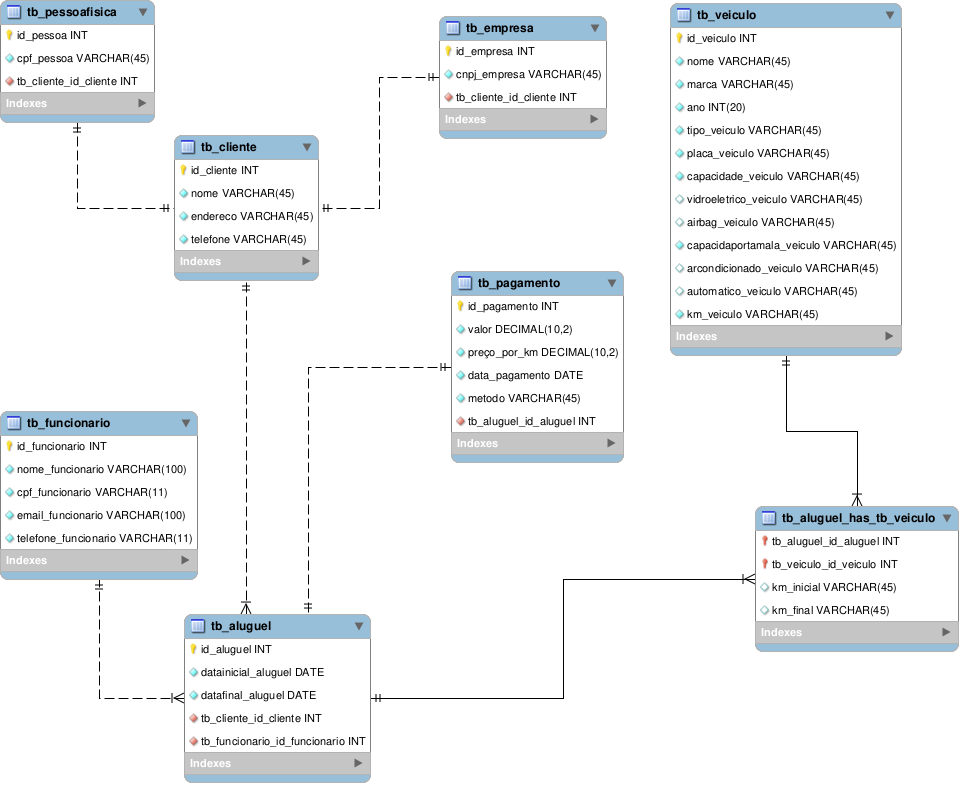 tb_pessoafisica
id_pessoa INT
cpf_pessoa VARCHAR(45)
tb_cliente_id_cliente INT
Indexes
tb_empresa
id_empresa INT
cnpj_empresa VARCHAR(45)
tb_cliente_id_cliente INT
Indexes
tb_veiculo
id_veiculo INT
nome VARCHAR(45)
marca VARCHAR(45)
ano INT(20)
tipo_veiculo VARCHAR(45)
placa_veiculo VARCHAR(45)
capacidade_veiculo VARCHAR(45)
vidroeletrico_veiculo VARCHAR(45)
airbag_veiculo VARCHAR(45)
capacidaportamala_veiculo VARCHAR(45)
arcondicionado_veiculo VARCHAR(45)
automatico_veiculo VARCHAR(45)
km_veiculo VARCHAR(45)
Indexes
tb_cliente
id_cliente INT
nome VARCHAR(45)
endereco VARCHAR(45)
telefone VARCHAR(45)
Indexes
tb_pagamento
id_pagamento INT
valor DECIMAL(10,2)
preço_por_km DECIMAL(10,2)
data_pagamento DATE
metodo VARCHAR(45)
tb_aluguel_id_aluguel INT
Indexes
tb_funcionario
id_funcionario INT
nome_funcionario VARCHAR(100)
cpf_funcionario VARCHAR(11)
email_funcionario VARCHAR(100)
telefone_funcionario VARCHAR(11)
Indexes
tb_aluguel_has_tb_veiculo
tb_aluguel_id_aluguel INT
tb_veiculo_id_veiculo INT
km_inicial VARCHAR(45)
km_final VARCHAR(45)
Indexes
tb_aluguel
id_aluguel INT
datainicial_aluguel DATE
datafinal_aluguel DATE
tb_cliente_id_cliente INT
tb_funcionario_id_funcionario INT
Indexes